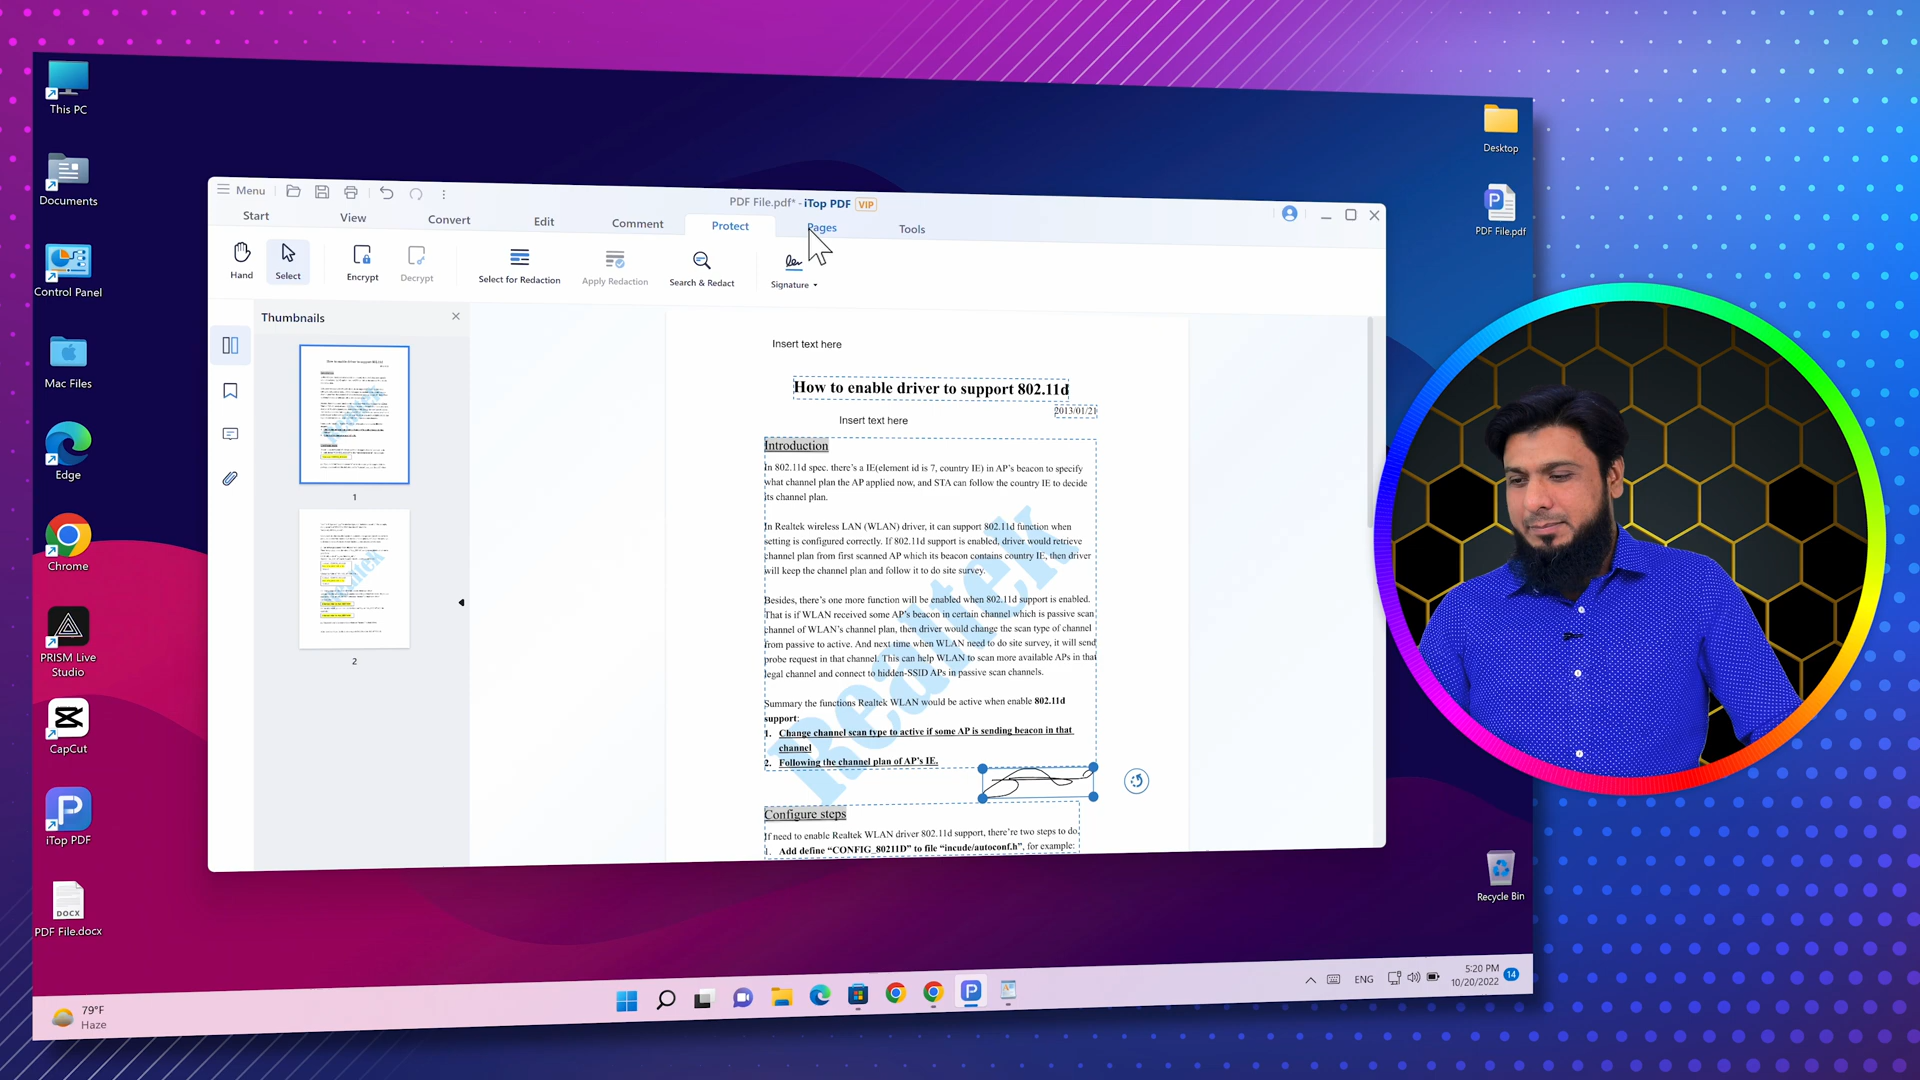 This PC
Documents
Control Panel
Mac Files
Edge
Chrome
PRISM Live
Studio
CapCut
iTop PDF
DOCX
PDF File.docx
Desktop
PDF File.pdf
Recycle Bin
Menu
PDF File.pdf* - iTop PDF VIP
Start View Convert Edit Comment Protect Pages Tools
Hand Select Encrypt Decrypt Select for Redaction Apply Redaction Search & Redact Signature
Thumbnails
1
2
Insert text here
How to enable driver to support 802.11d
2013/01/21
Insert text here
Introduction
In 802.11d spec. there's a IE(element id is 7, country IE) in AP's beacon to specify
what channel plan the AP applied now, and STA can follow the country IE to decide
its channel plan.
In Realtek wireless LAN (WLAN) driver, it can support 802.11d function when
setting is configured correctly. If 802.11d support is enabled, driver would retrieve
channel plan from first scanned AP which its beacon contains country IE, then driver
will keep the channel plan and follow it to do site survey.
Besides, there's one more function will be enabled when 802.11d support is enabled.
That is if WLAN received some AP's beacon in certain channel which is passive scan
channel of WLAN's channel plan, then driver would change the scan type of channel
from passive to active. And next time when WLAN need to do site survey, it will send
probe request in that channel. This can help WLAN to scan more available APs in that
legal channel and connect to hidden-SSID APs in passive scan channels.
Summary the functions Realtek WLAN would be active when enable 802.11d
support:
1. Change channel scan type to active if some AP is sending beacon in that
channel
2. Following the channel plan of AP's IE.
Realtek
Configure steps
If need to enable Realtek WLAN driver 802.11d support, there're two steps to do.
1. Add define "CONFIG_80211D" to file "incude/autoconf.h", for example:
79°F
Haze
ENG
5:20 PM
10/20/2022
14